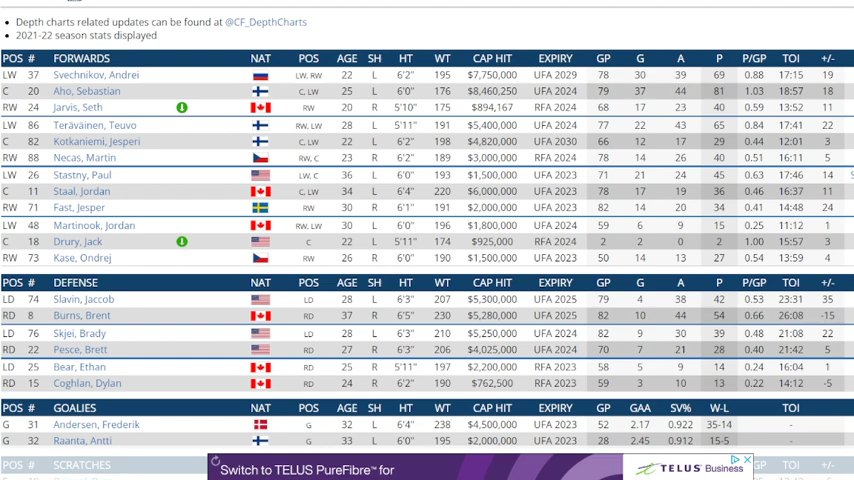 Depth charts related updates can be found at @CF_DepthCharts
2021-22 season stats displayed
POS # FORWARDS NAT POS AGE SH HT WT CAP HIT EXPIRY GP G A P P/GP TOI +/-
LW 37 Svechnikov, Andrei LW, RW 22 L 6'2" 195 $7,750,000 UFA 2029 78 30 39 69 0.88 17:15 19
C 20 Aho, Sebastian C, LW 25 L 6'0" 176 $8,460,250 UFA 2024 79 37 44 81 1.03 18:57 18
RW 24 Jarvis, Seth RW 20 R 5'10" 175 $894,167 RFA 2024 68 17 23 40 0.59 13:52 11
LW 86 Teräväinen, Teuvo RW, LW 28 L 5'11" 191 $5,400,000 UFA 2024 77 22 43 65 0.84 17:41 22
C 82 Kotkaniemi, Jesperi C, LW 22 L 6'2" 198 $4,820,000 UFA 2030 66 12 17 29 0.44 12:01 3
RW 88 Necas, Martin RW, C 23 R 6'2" 189 $3,000,000 RFA 2024 78 14 26 40 0.51 16:11 5
LW 26 Stastny, Paul C, LW 36 L 6'0" 193 $1,500,000 UFA 2023 71 21 24 45 0.63 17:46 14
C 11 Staal, Jordan C, LW 34 L 6'4" 220 $6,000,000 UFA 2023 78 17 19 36 0.46 16:37 11
RW 71 Fast, Jesper RW 30 R 6'1" 191 $2,000,000 UFA 2023 82 14 20 34 0.41 14:48 24
LW 48 Martinook, Jordan RW, LW 30 L 6'0" 196 $1,800,000 UFA 2024 59 6 9 15 0.25 11:12 1
C 18 Drury, Jack C 22 L 5'11" 174 $925,000 RFA 2024 2 2 0 2 1.00 15:57 3
RW 73 Kase, Ondrej RW 26 R 6'0" 190 $1,500,000 UFA 2023 50 14 13 27 0.54 13:59 4
POS # DEFENSE NAT POS AGE SH HT WT CAP HIT EXPIRY GP G A P P/GP TOI +/-
LD 74 Slavin, Jaccob LD 28 L 6'3" 207 $5,300,000 UFA 2025 79 4 38 42 0.53 23:31 35
RD 8 Burns, Brent RD 37 R 6'5" 230 $5,280,000 UFA 2025 82 10 44 54 0.66 26:08 -15
LD 76 Skjei, Brady LD 28 L 6'3" 210 $5,250,000 UFA 2024 82 9 30 39 0.48 21:08 22
RD 22 Pesce, Brett RD 27 R 6'3" 206 $4,025,000 UFA 2024 70 7 21 28 0.40 21:42 5
LD 25 Bear, Ethan RD 25 R 5'11" 197 $2,200,000 RFA 2023 58 5 9 14 0.24 16:04 1
RD 15 Coghlan, Dylan RD 24 R 6'2" 190 $762,500 RFA 2023 59 3 10 13 0.22 14:12 -5
POS # GOALIES NAT POS AGE SH HT WT CAP HIT EXPIRY GP GAA SV% W-L TOI
G 31 Andersen, Frederik G 32 L 6'4" 238 $4,500,000 UFA 2023 52 2.17 0.922 35-14 -
G 32 Raanta, Antti G 33 L 6'0" 195 $2,000,000 UFA 2023 28 2.45 0.912 15-5 -
POS # SCRATCHES GP TOI +/-
Switch to TELUS PureFibre™ for
TELUS Business